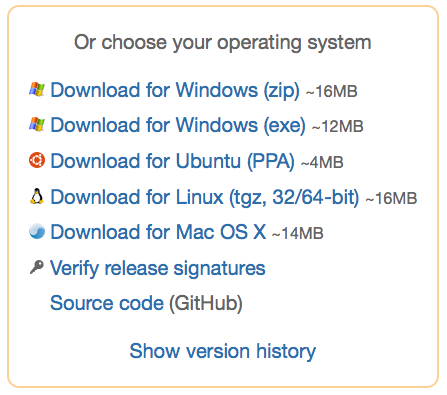 Or choose your operating system
Download for Windows (zip) ~16MB
Download for Windows (exe) ~12MB
Download for Ubuntu (PPA) ~4MB
Download for Linux (tgz, 32/64-bit) ~16MB
Download for Mac OS X ~14MB
Verify release signatures
Source code (GitHub)
Show version history